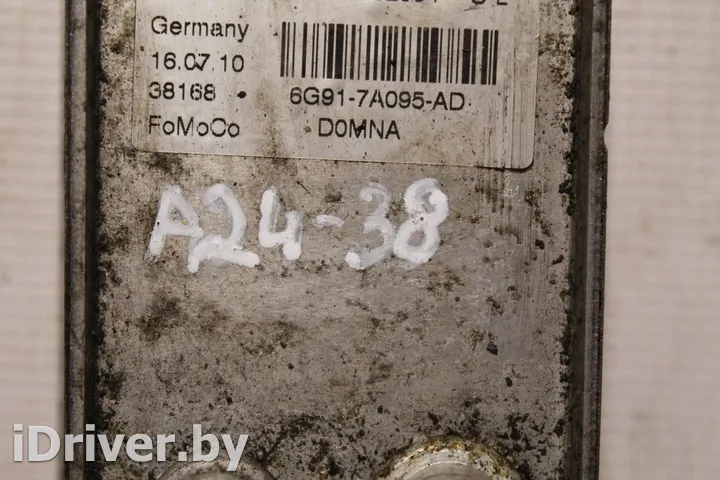 Germany
16.07.10
38168
6G91-7A095-AD
FoMoCo
D0MNA
A24-38
iDriver.by